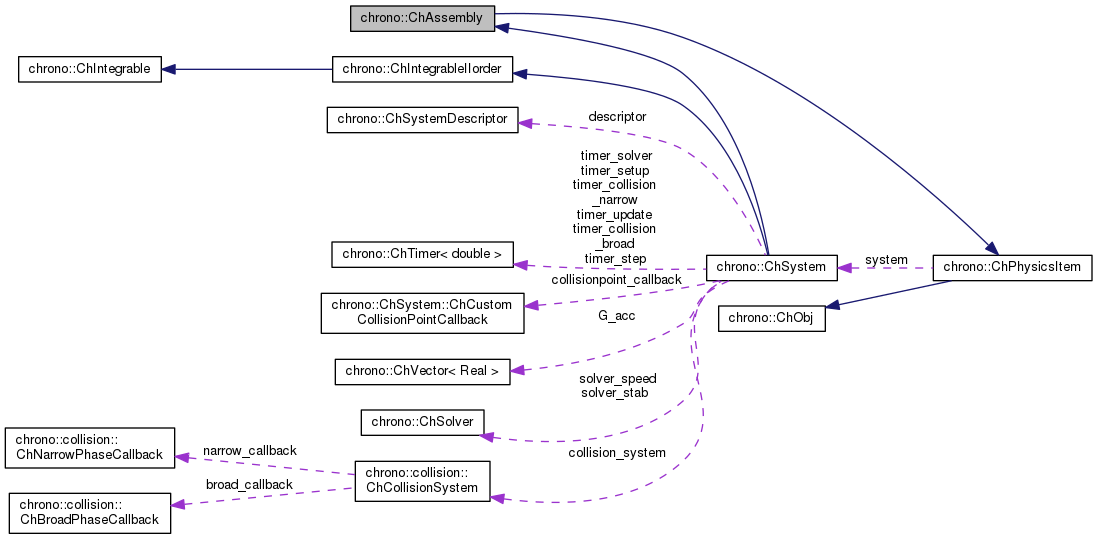 chrono::ChAssembly
chrono::ChIntegrable
chrono::ChIntegrableIIorder
chrono::ChSystemDescriptor
descriptor
timer_solver
timer_setup
timer_collision
_narrow
timer_update
timer_collision
_broad
timer_step
chrono::ChTimer< double >
chrono::ChSystem
system
chrono::ChPhysicsItem
collisionpoint_callback
chrono::ChSystem::ChCustom
CollisionPointCallback
G_acc
chrono::ChObj
chrono::ChVector< Real >
solver_speed
solver_stab
chrono::ChSolver
chrono::collision::
ChNarrowPhaseCallback
narrow_callback
collision_system
chrono::collision::
ChCollisionSystem
broad_callback
chrono::collision::
ChBroadPhaseCallback